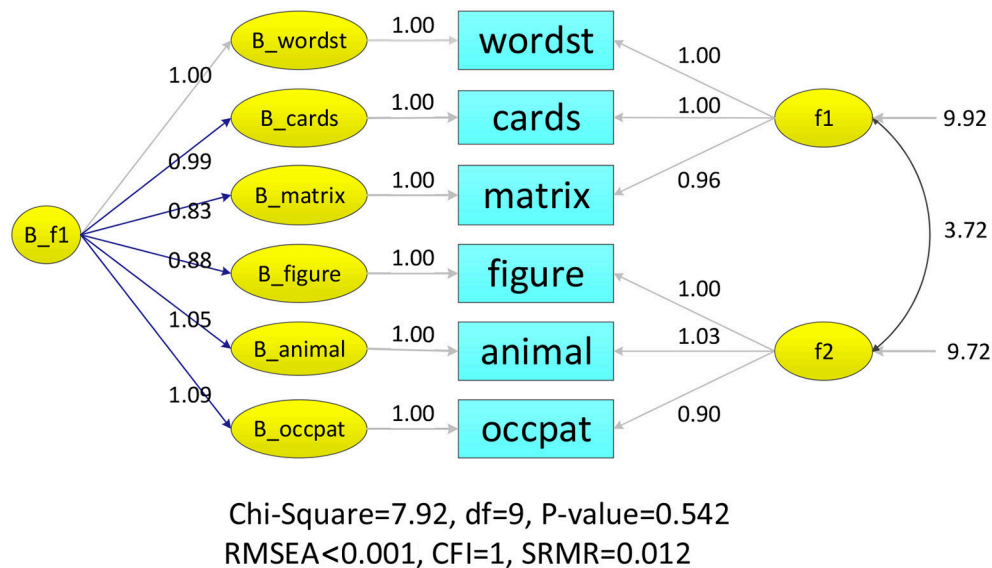 B_wordst 1.00 wordst
1.00 1.00
B_cards 1.00 cards 1.00 f1 9.92
0.99
B_matrix 1.00 matrix 0.96
0.83
B_f1 3.72
0.88
B_figure 1.00 figure 1.00
1.05
B_animal 1.00 animal 1.03 f2 9.72
1.09
B_occpat 1.00 occpat 0.90
Chi-Square=7.92, df=9, P-value=0.542
RMSEA<0.001, CFI=1, SRMR=0.012